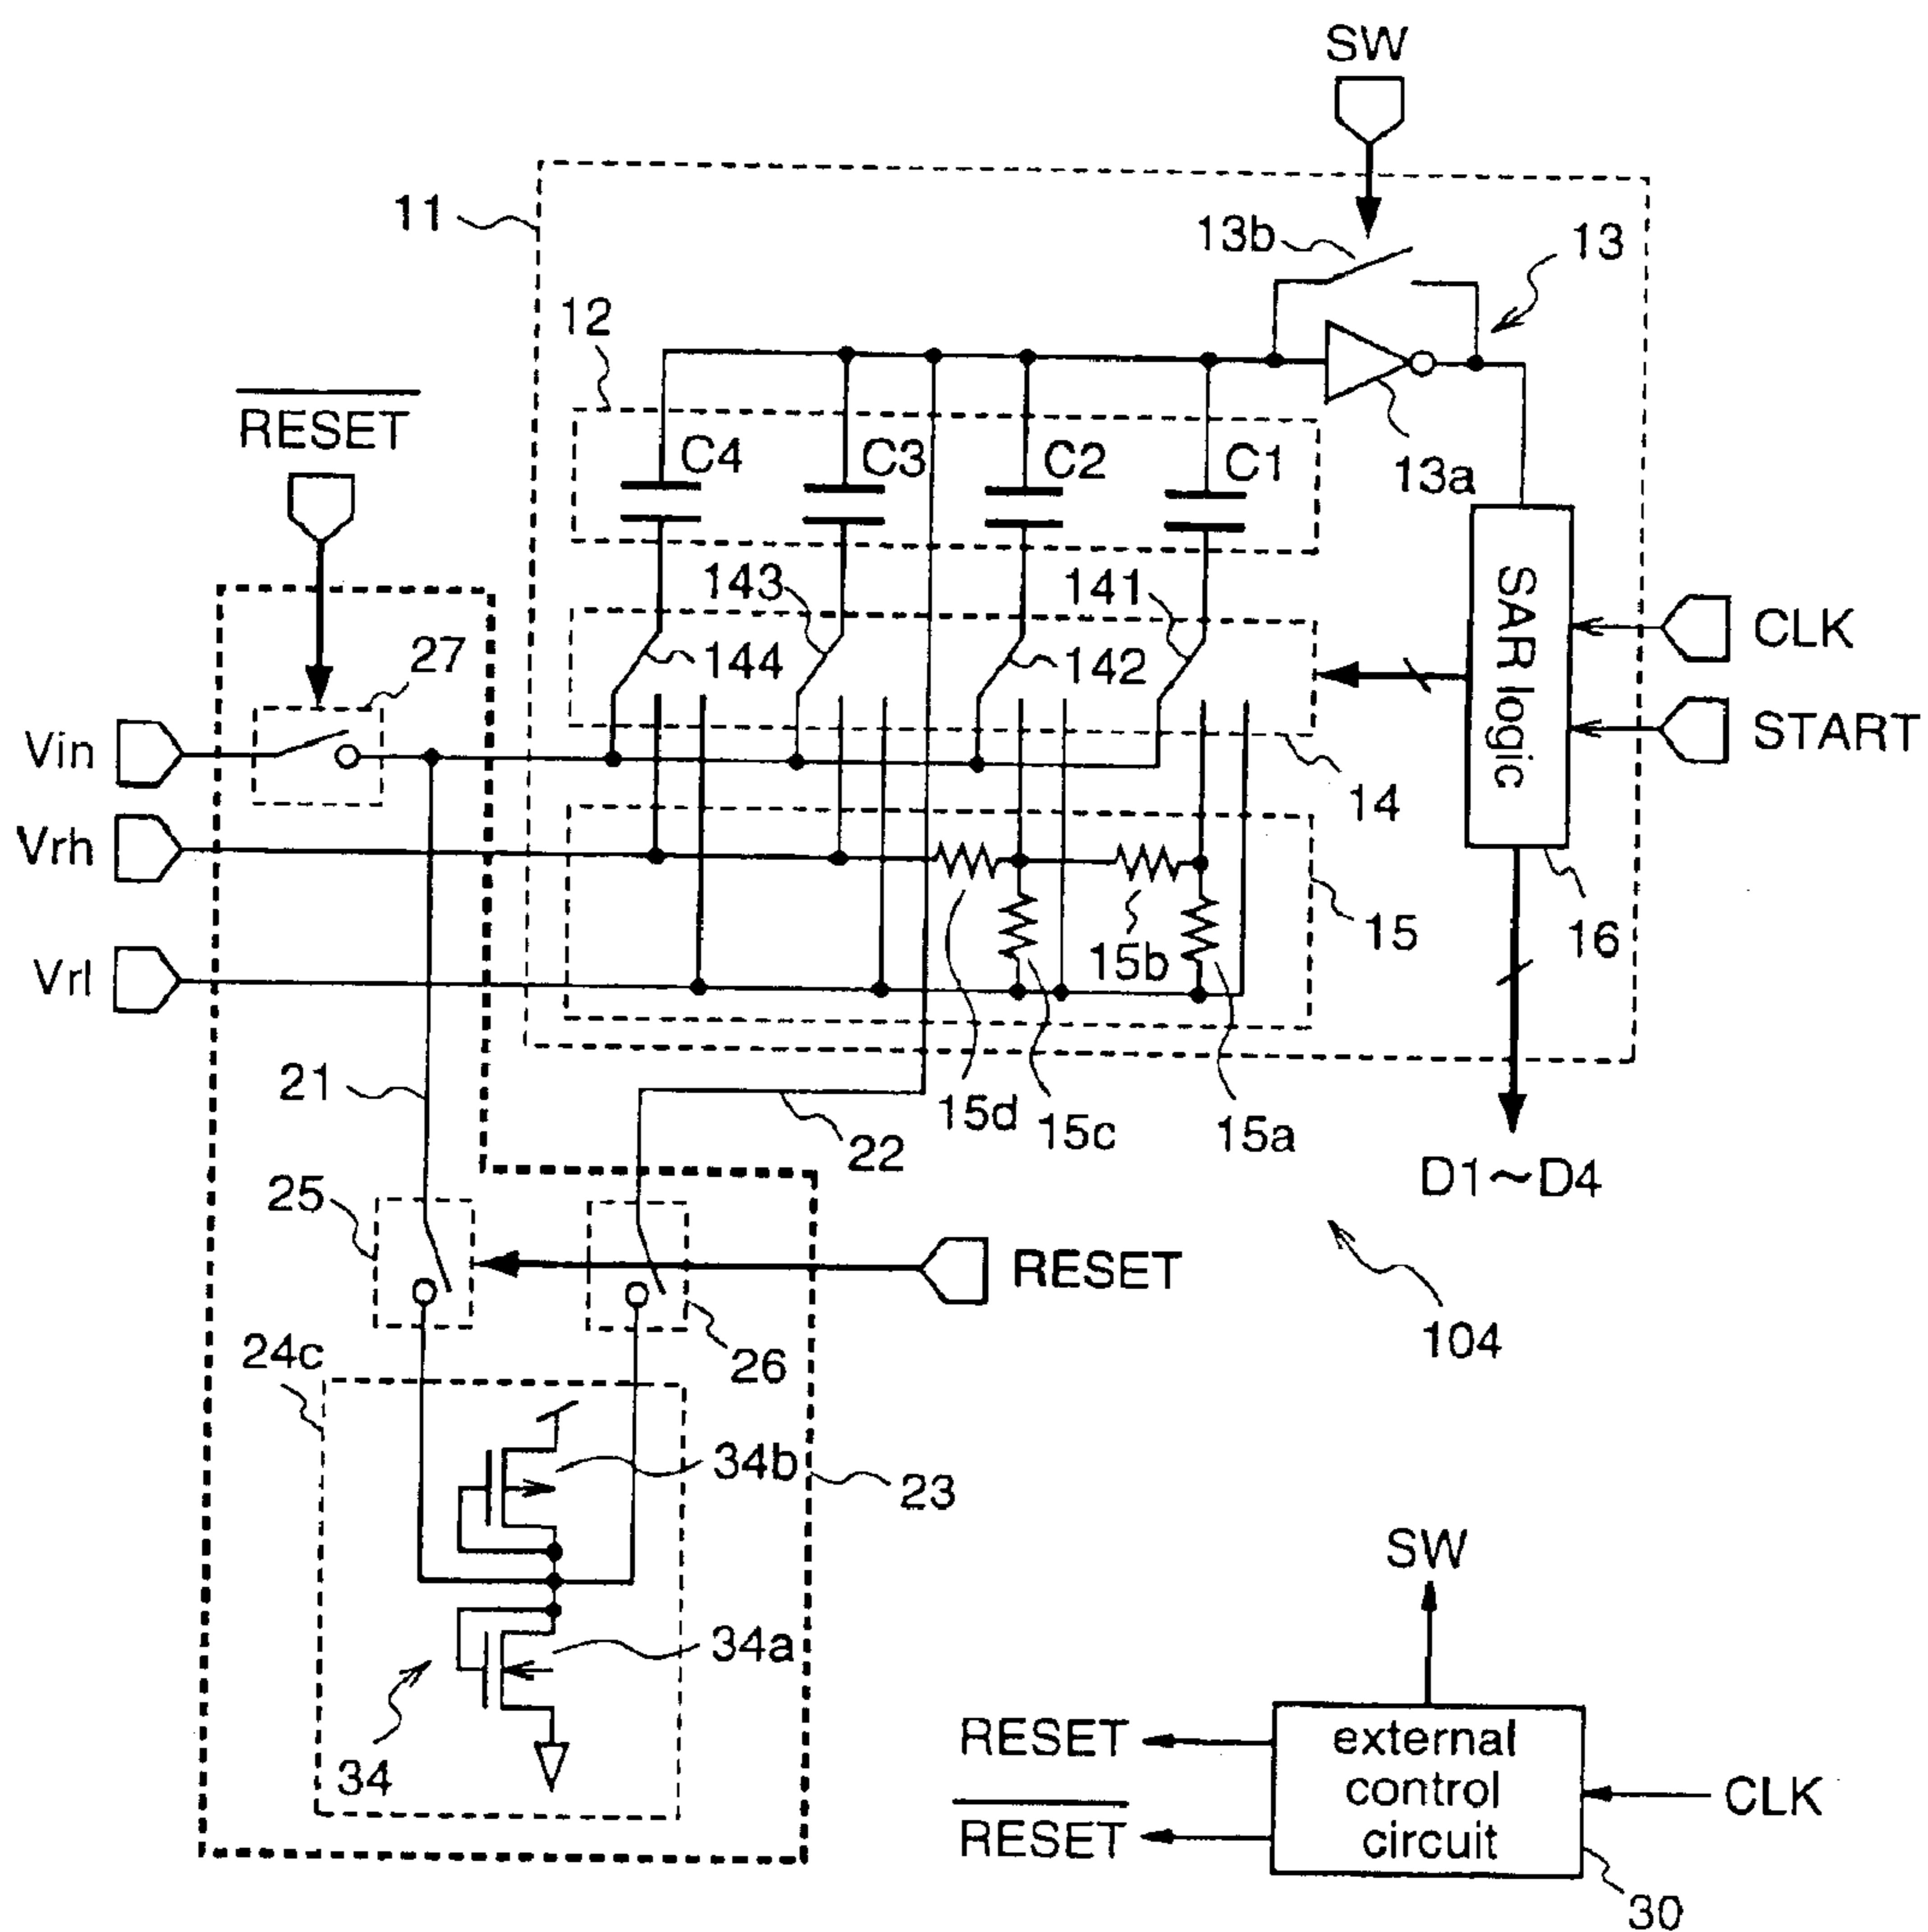 SW
11
13b
13
12
RESET
C4
C3
C2
C1
13a
143
141
27
144
142
SAR logic
CLK
START
Vin
14
Vrh
15
16
15b
Vrl
21
15d
15c
15a
22
D1~D4
25
RESET
26
104
24c
34b
23
SW
34a
34
RESET
external
control
circuit
CLK
RESET
30